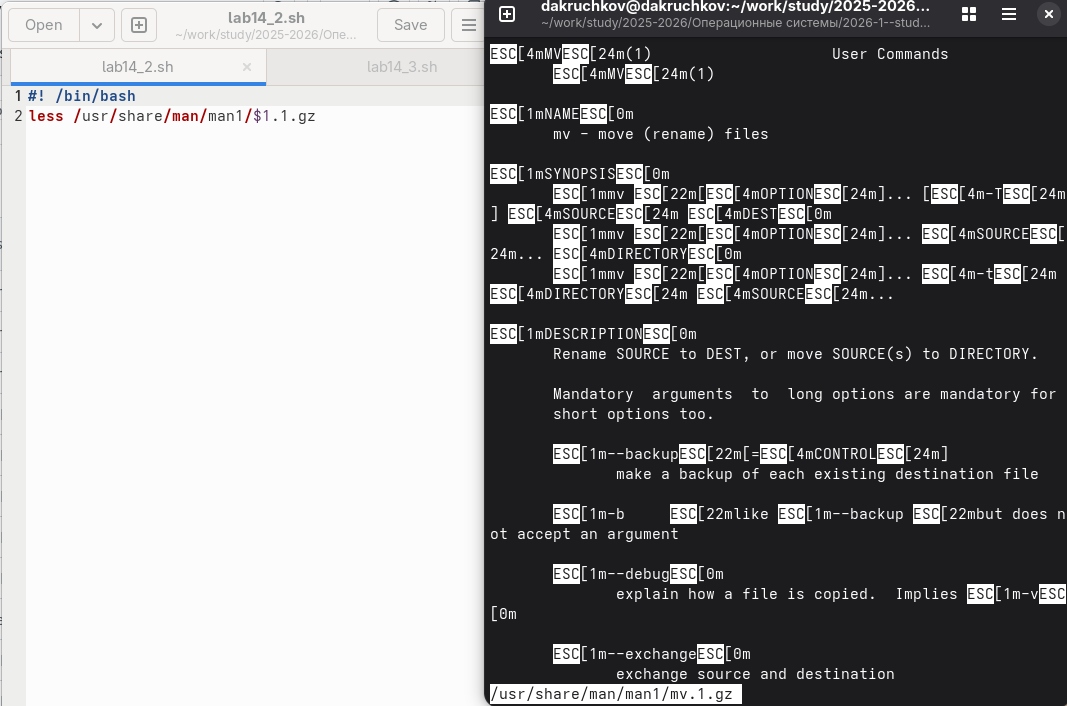 Open
lab14_2.sh
~/work/study/2025-2026/Опе...
Save
lab14_2.sh ×
lab14_3.sh
1 #! /bin/bash
2 less /usr/share/man/man1/$1.1.gz
dakruchkov@dakruchkov:~/work/study/2025-2026...
~/work/study/2025-2026/Операционные системы/2026-1--stud...
ESC[4mMVESC[24m(1) User Commands
ESC[4mMVESC[24m(1)
ESC[1mNAMEESC[0m
mv - move (rename) files
ESC[1mSYNOPSISESC[0m
ESC[1mmv ESC[22m[ESC[4mOPTIONESC[24m]... [ESC[4m-TESC[24m
] ESC[4mSOURCEESC[24m ESC[4mDESTESC[0m
ESC[1mmv ESC[22m[ESC[4mOPTIONESC[24m]... ESC[4mSOURCEESC[
24m... ESC[4mDIRECTORYESC[0m
ESC[1mmv ESC[22m[ESC[4mOPTIONESC[24m]... ESC[4m-tESC[24m
ESC[4mDIRECTORYESC[24m ESC[4mSOURCEESC[24m...
ESC[1mDESCRIPTIONESC[0m
Rename SOURCE to DEST, or move SOURCE(s) to DIRECTORY.
Mandatory arguments to long options are mandatory for
short options too.
ESC[1m--backupESC[22m[=ESC[4mCONTROLESC[24m]
make a backup of each existing destination file
ESC[1m-b ESC[22mlike ESC[1m--backup ESC[22mbut does n
ot accept an argument
ESC[1m--debugESC[0m
explain how a file is copied. Implies ESC[1m-vESC
[0m
ESC[1m--exchangeESC[0m
exchange source and destination
/usr/share/man/man1/mv.1.gz